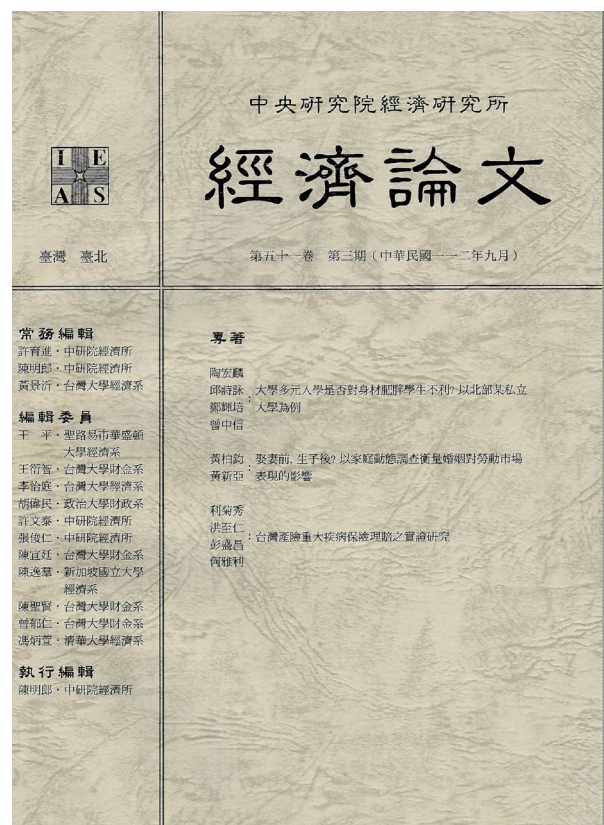 中央研究院經濟研究所
經濟論文
I E
A S
臺灣 臺北
第五十一卷 第三期(中華民國一一二年九月)
常務編輯
許育進・中研院經濟所
陳明郎・中研院經濟所
黃景沂・台灣大學經濟系
編輯委員
王 平・聖路易市華盛頓
大學經濟系
王衍智・台灣大學財金系
李怡庭・台灣大學經濟系
胡偉民・政治大學財政系
許文泰・中研院經濟所
張俊仁・中研院經濟所
陳宜廷・台灣大學財金系
陳逸羣・新加坡國立大學
經濟系
陳聖賢・台灣大學財金系
曾郁仁・台灣大學財金系
馮炳萱・清華大學經濟系
執行編輯
陳明郎・中研院經濟所
專著
陶宏麟
邱詩詠
鄭輝培
曾中信
:大學多元入學是否對身材肥胖學生不利?以北部某私立
大學為例
黃柏鈞
黃新亞
:娶妻前, 生子後?以家庭動態調查衡量婚姻對勞動市場
表現的影響
利菊秀
洪至仁
彭盛昌
何雅利
:台灣產險重大疾病保險理賠之實證研究